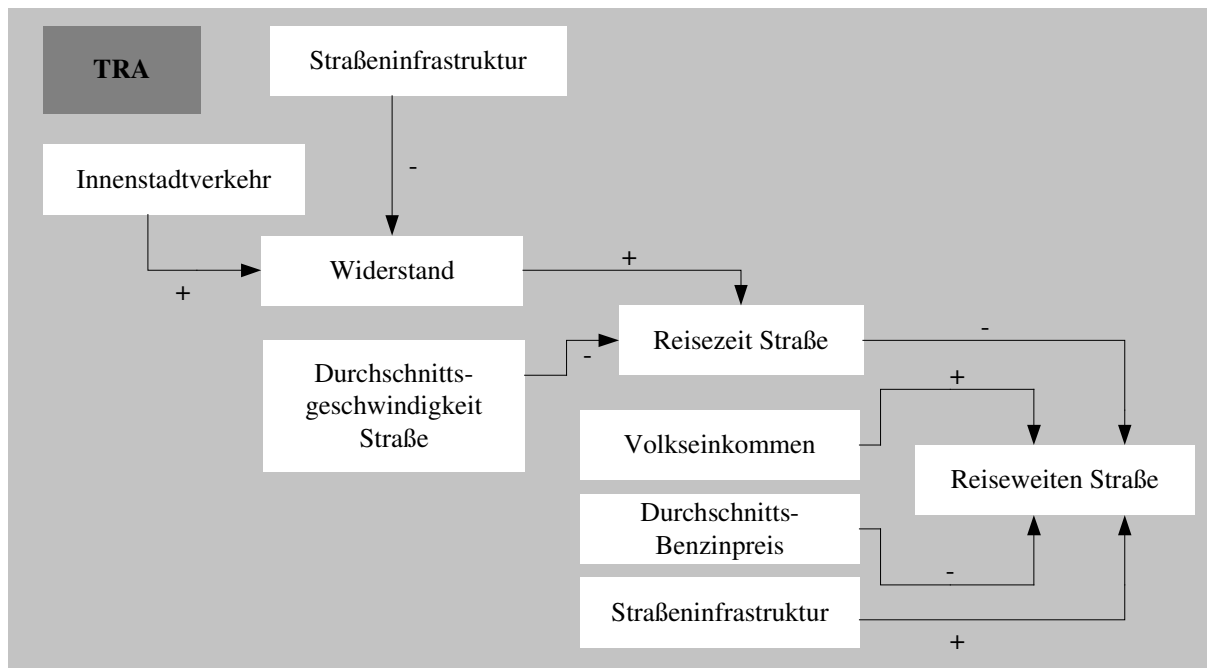 TRA
Straßeninfrastruktur
-
Innenstadtverkehr
+
Widerstand
+
Reisezeit Straße
-
-
Durchschnitts-
geschwindigkeit
Straße
+
Volkseinkommen
Reiseweiten Straße
Durchschnitts-
Benzinpreis
-
Straßeninfrastruktur
+